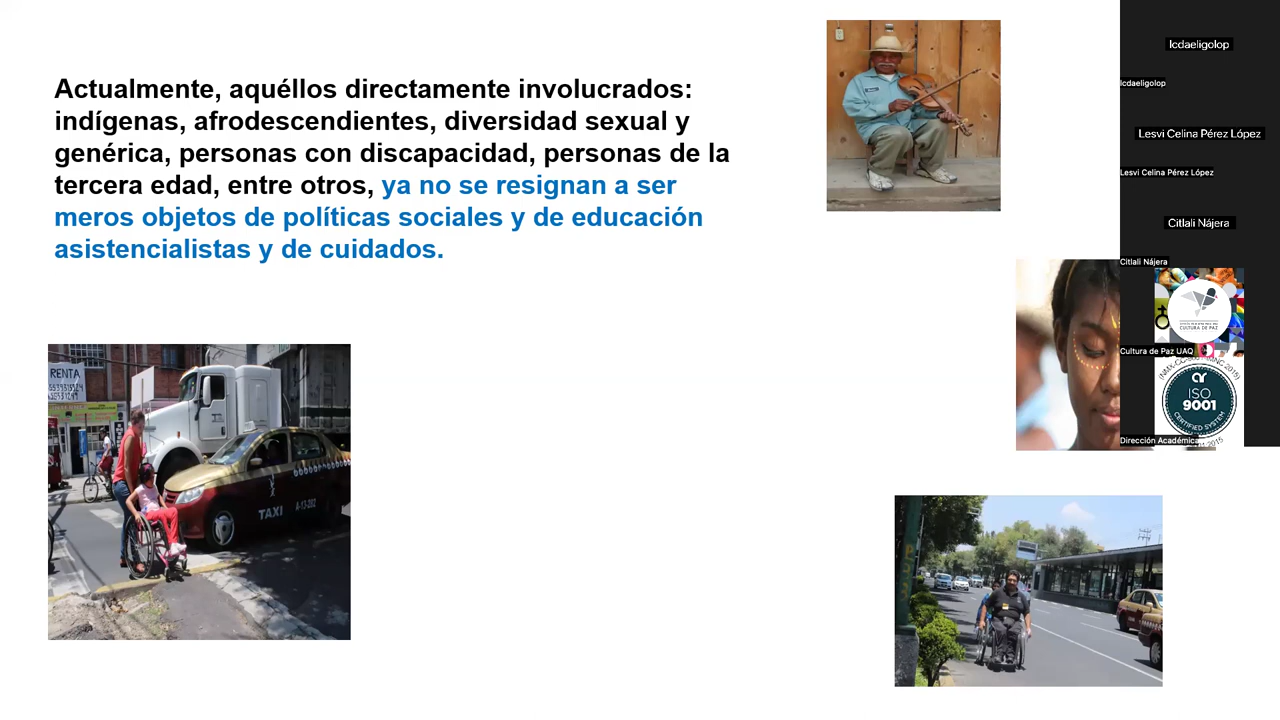 Actualmente, aquéllos directamente involucrados:
indígenas, afrodescendientes, diversidad sexual y
genérica, personas con discapacidad, personas de la
tercera edad, entre otros, ya no se resignan a ser
meros objetos de políticas sociales y de educación
asistencialistas y de cuidados.
lcdaeligolop
lcdaeligolop
Lesvi Celina Pérez López
Lesvi Celina Pérez López
Citlali Nájera
Citlali Nájera
CULTURA DE PAZ
Cultura de Paz UAQ
ISO
9001
CERTIFIED SYSTEM
Dirección Académica
RENTA
TAXI